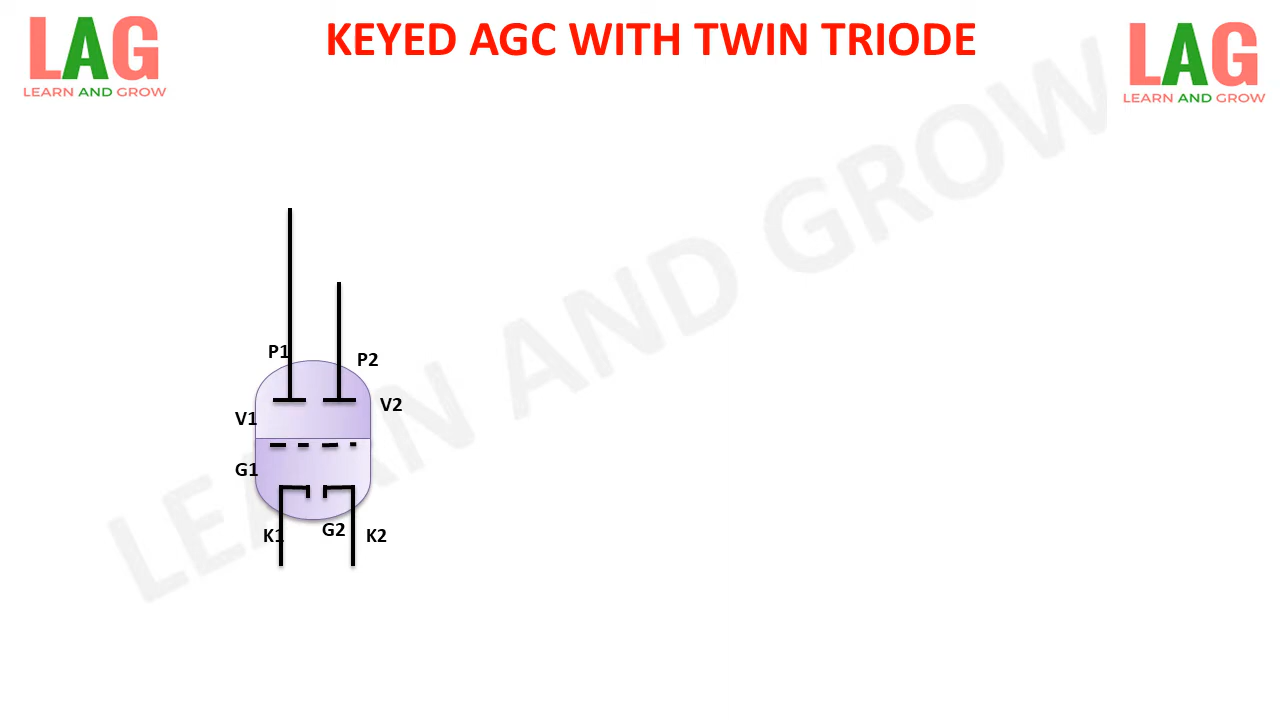 LAG
LEARN AND GROW
KEYED AGC WITH TWIN TRIODE
LAG
LEARN AND GROW
LEARN AND GROW
P1
P2
V1
V2
G1
K1
G2
K2